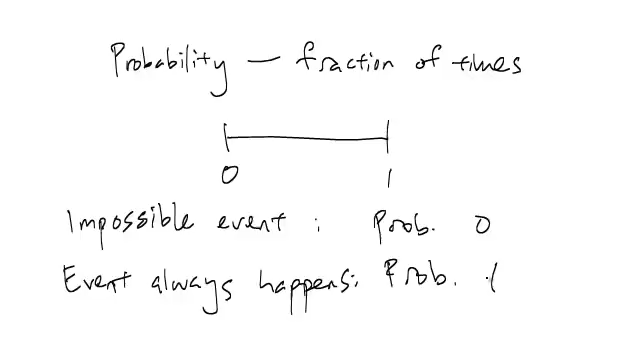 Probability — fraction of times
0 1
Impossible event : Prob. 0
Event always happens: Prob. 1